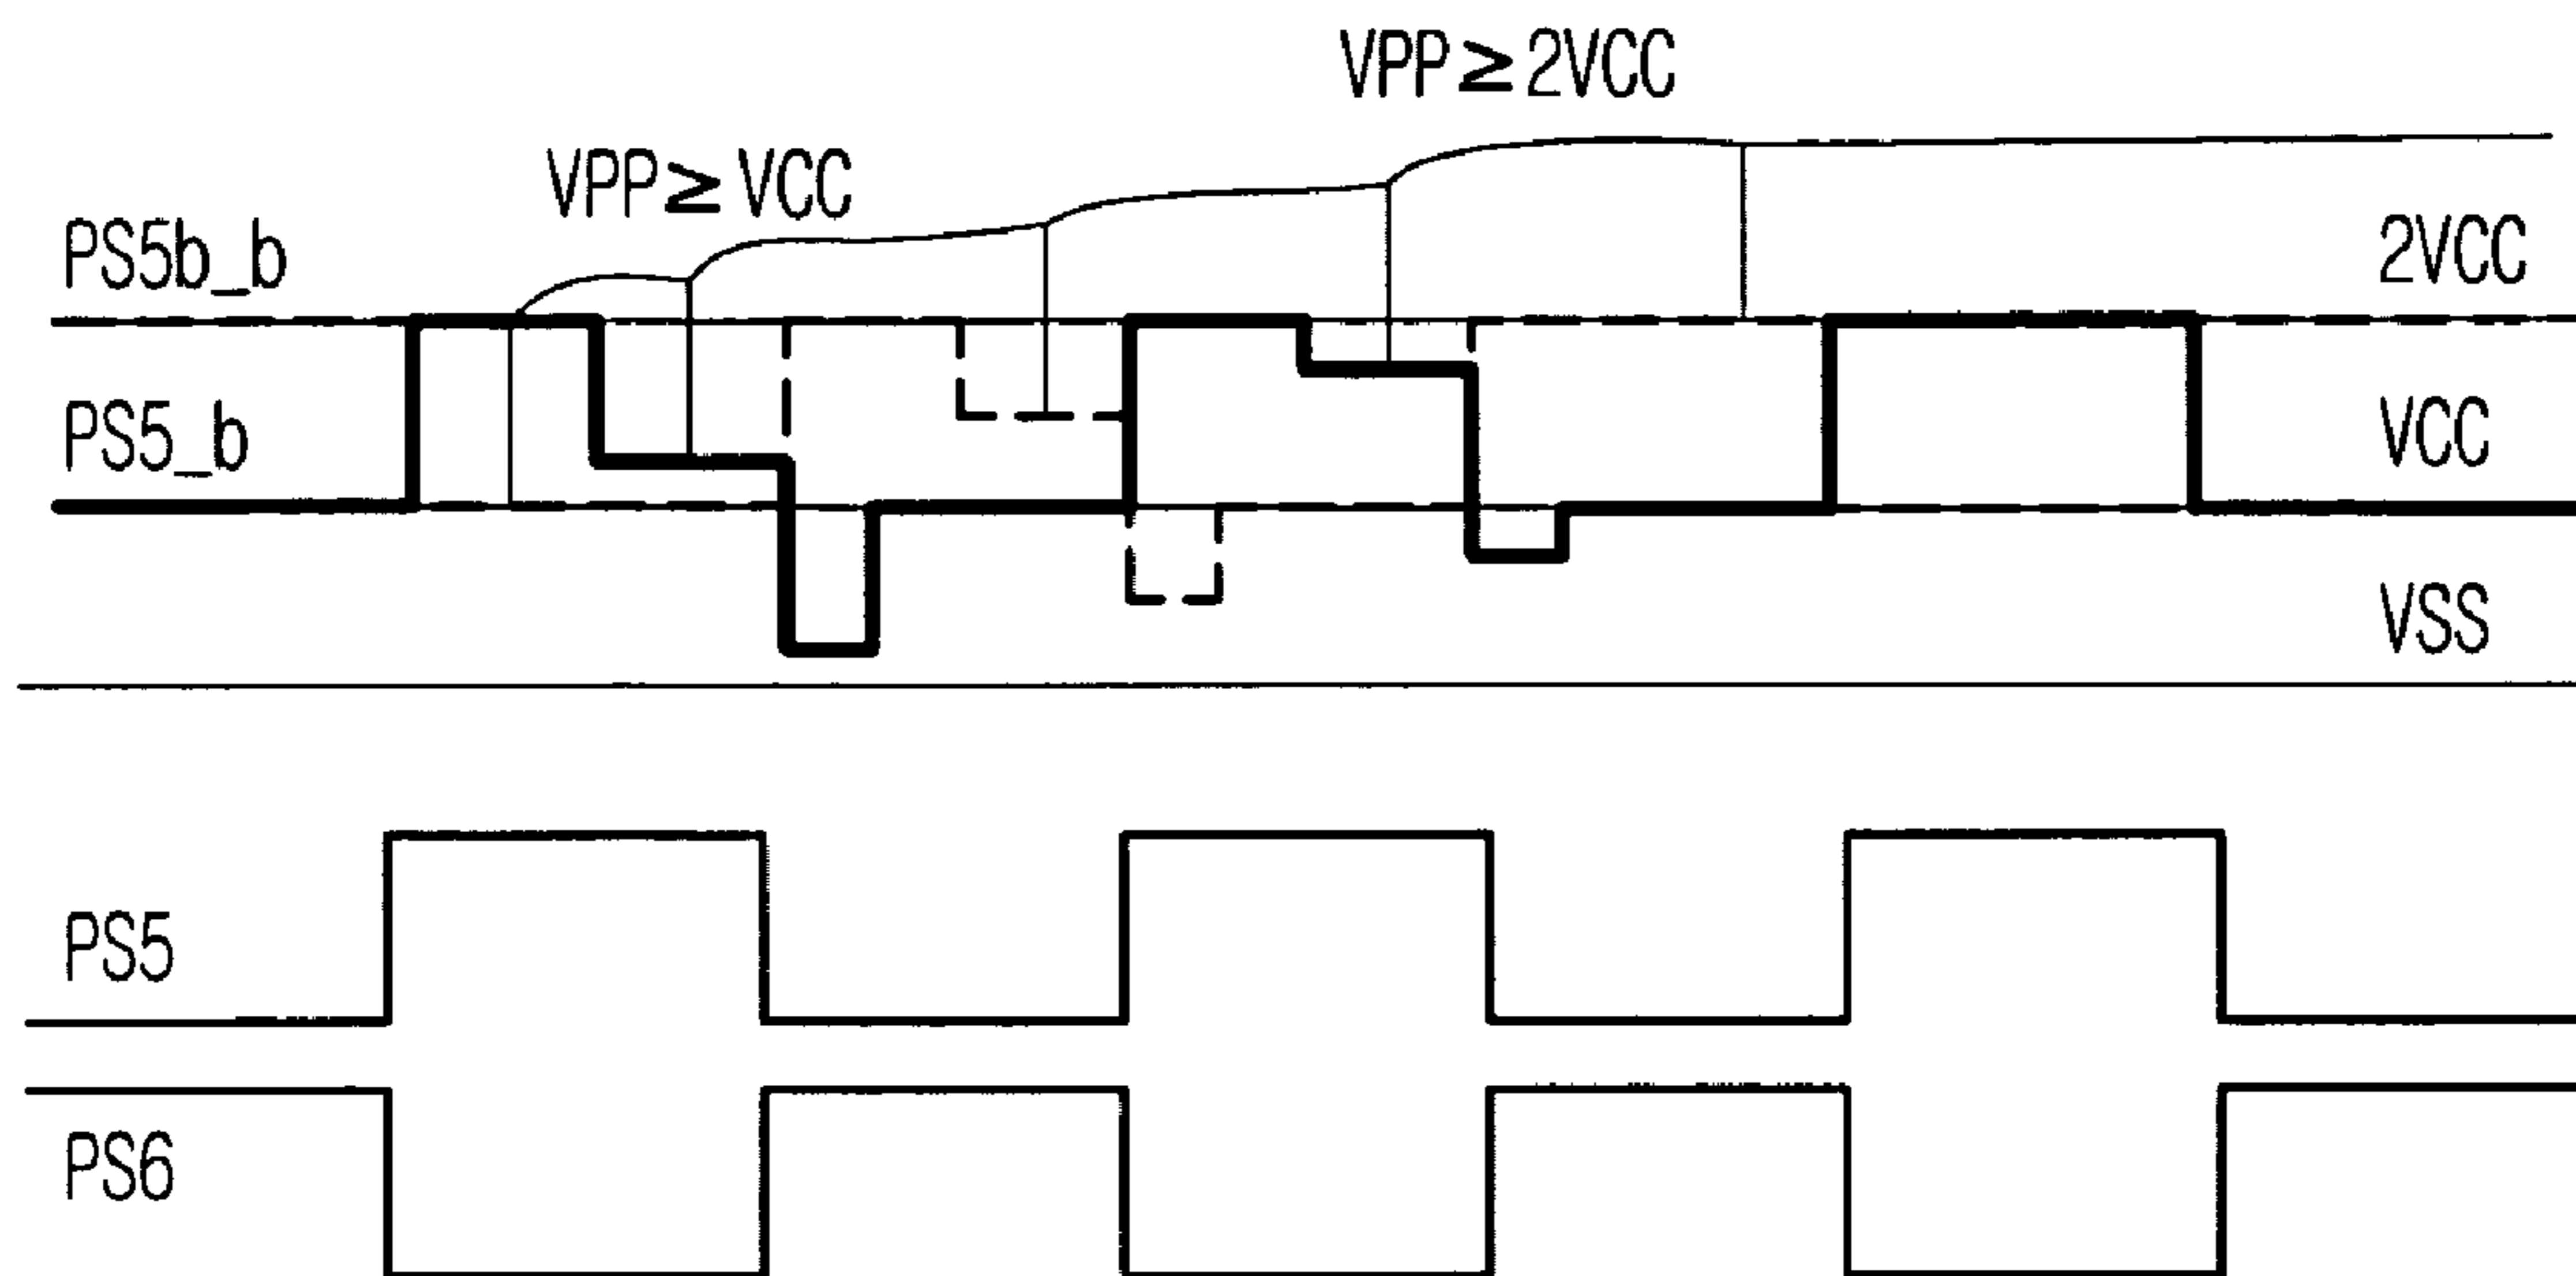 VPP ≥ 2VCC
VPP ≥ VCC
PS5b_b
2VCC
PS5_b
VCC
VSS
PS5
PS6